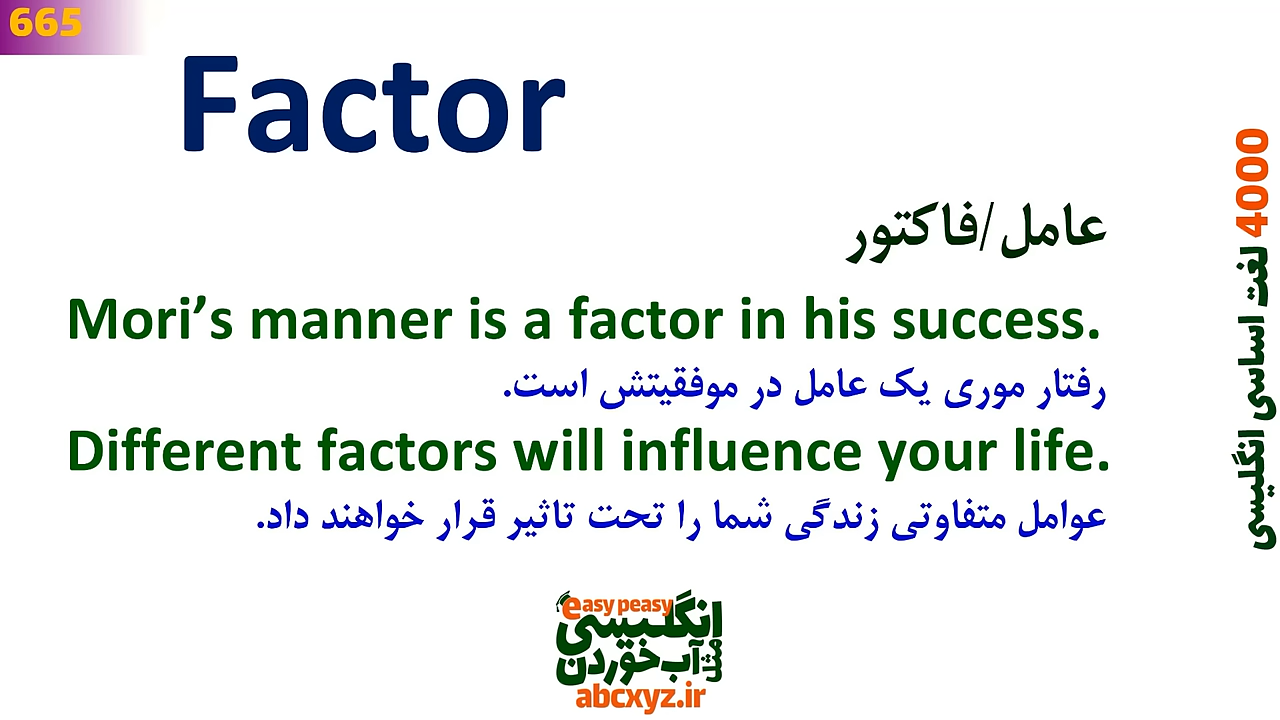 665
Factor
عامل/فاکتور
Mori’s manner is a factor in his success.
رفتار موری یک عامل در موفقیتش است.
Different factors will influence your life.
عوامل متفاوتی زندگی شما را تحت تاثیر قرار خواهند داد.
4000 لغت اساسی انگلیسی
easy peasy
انگلیسی
مثل آب خوردن
abcxyz.ir